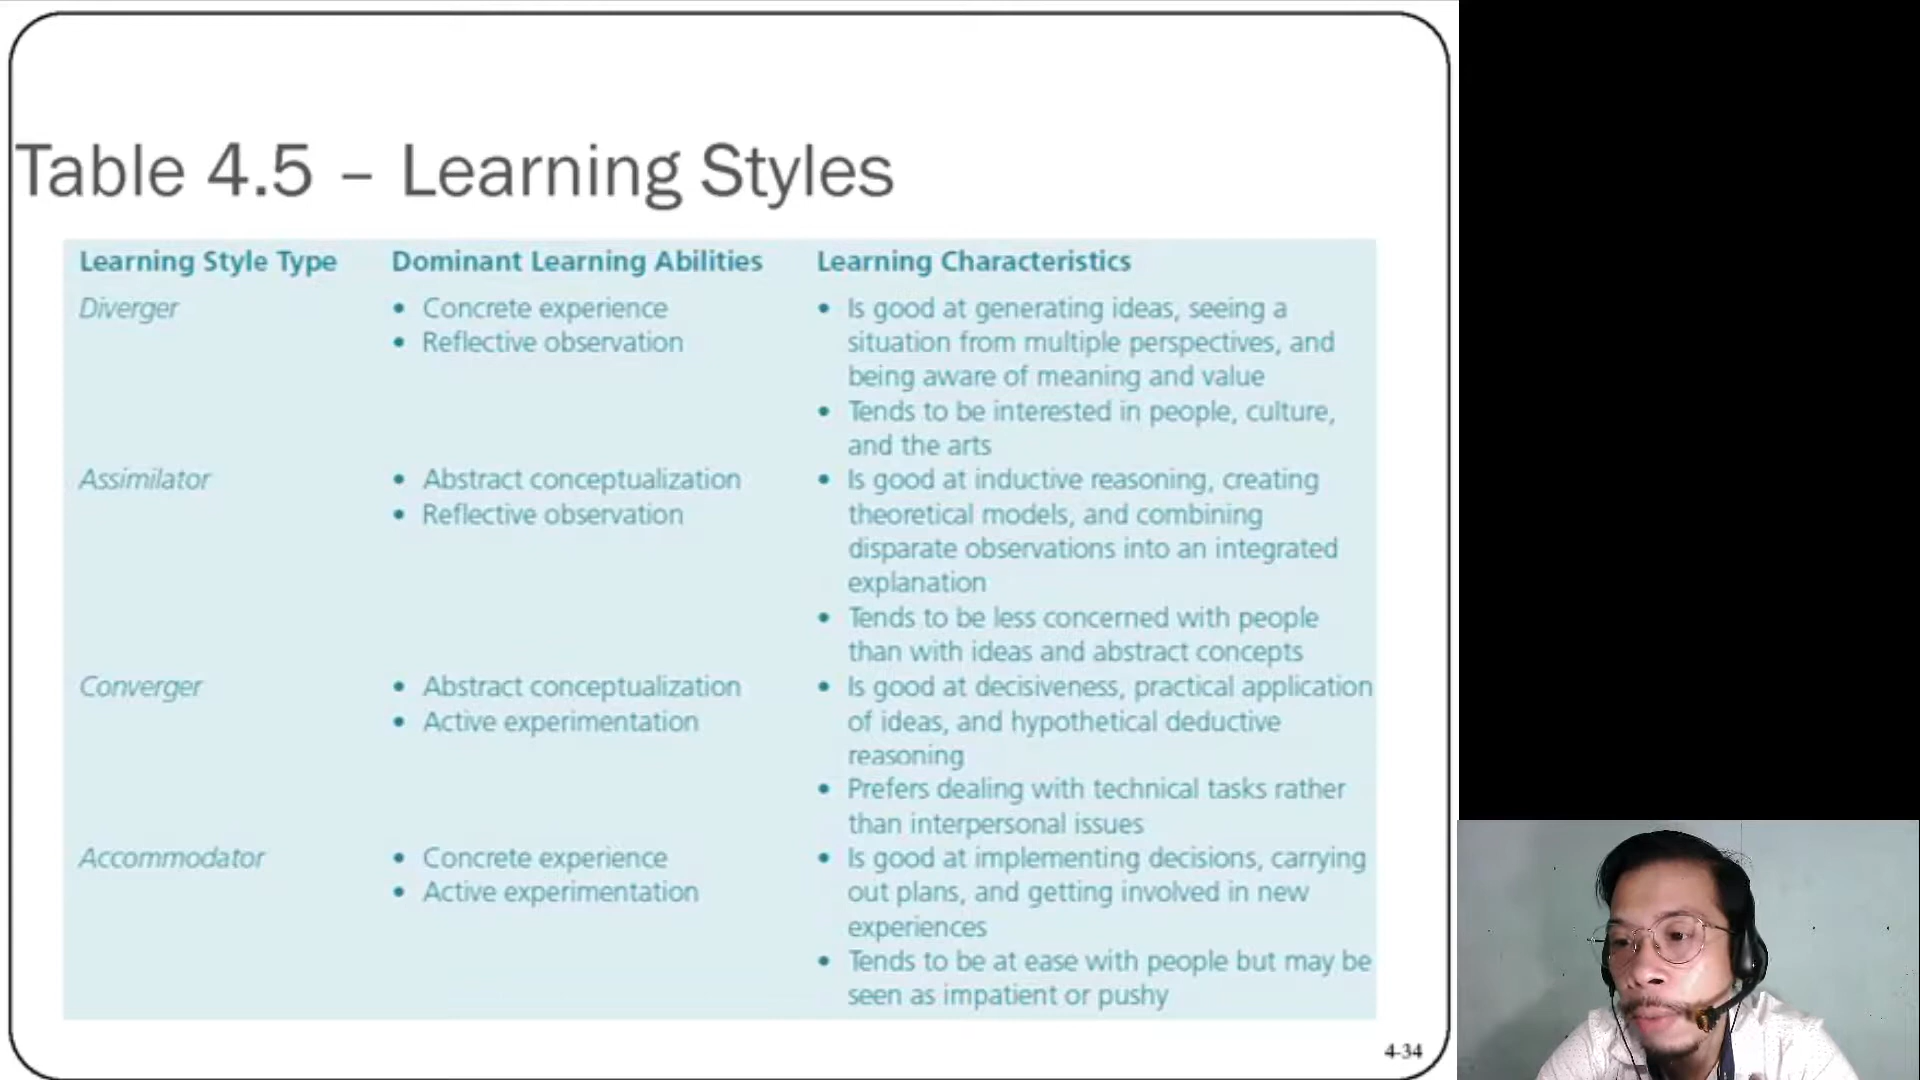 Table 4.5 – Learning Styles
Learning Style Type Dominant Learning Abilities Learning Characteristics
Diverger • Concrete experience • Is good at generating ideas, seeing a
• Reflective observation situation from multiple perspectives, and
being aware of meaning and value
• Tends to be interested in people, culture,
and the arts
Assimilator • Abstract conceptualization • Is good at inductive reasoning, creating
• Reflective observation theoretical models, and combining
disparate observations into an integrated
explanation
• Tends to be less concerned with people
than with ideas and abstract concepts
Converger • Abstract conceptualization • Is good at decisiveness, practical application
• Active experimentation of ideas, and hypothetical deductive
reasoning
• Prefers dealing with technical tasks rather
than interpersonal issues
Accommodator • Concrete experience • Is good at implementing decisions, carrying
• Active experimentation out plans, and getting involved in new
experiences
• Tends to be at ease with people but may be
seen as impatient or pushy
4-34